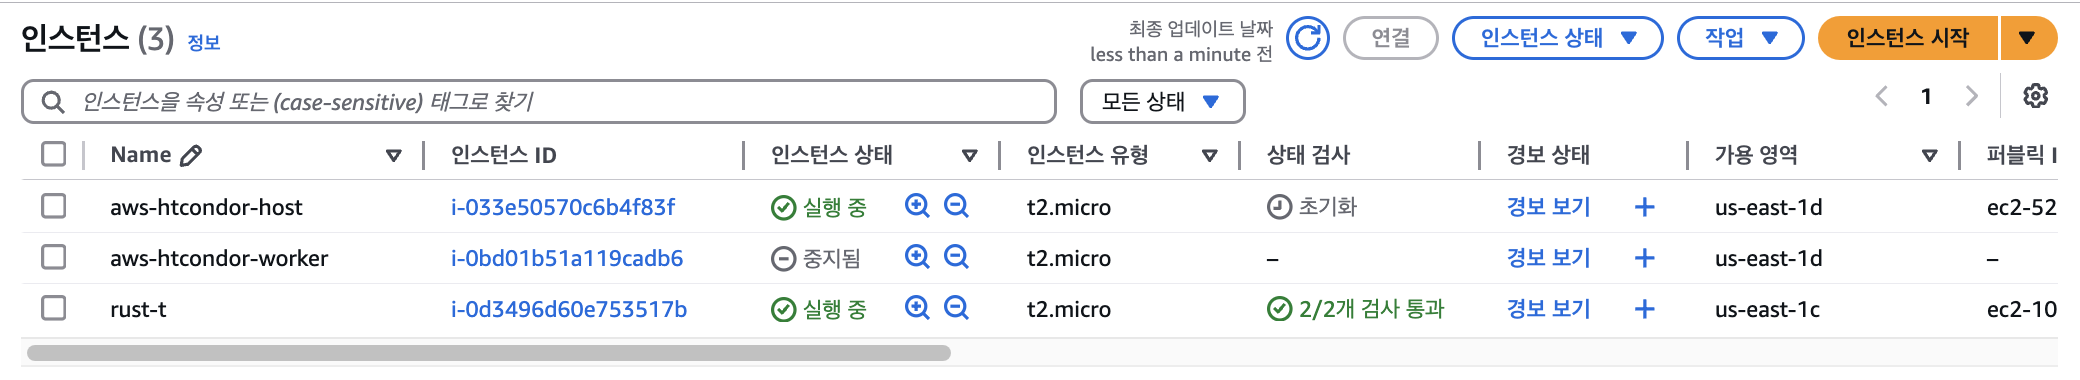 인스턴스 (3) 정보
최종 업데이트 날짜
less than a minute 전
연결
인스턴스 상태
작업
인스턴스 시작
인스턴스을 속성 또는 (case-sensitive) 태그로 찾기
모든 상태
1
Name 인스턴스 ID 인스턴스 상태 인스턴스 유형 상태 검사 경보 상태 가용 영역 퍼블릭 I
aws-htcondor-host i-033e50570c6b4f83f 실행 중 t2.micro 초기화 경보 보기 + us-east-1d ec2-52
aws-htcondor-worker i-0bd01b51a119cadb6 중지됨 t2.micro – 경보 보기 + us-east-1d –
rust-t i-0d3496d60e753517b 실행 중 t2.micro 2/2개 검사 통과 경보 보기 + us-east-1c ec2-10